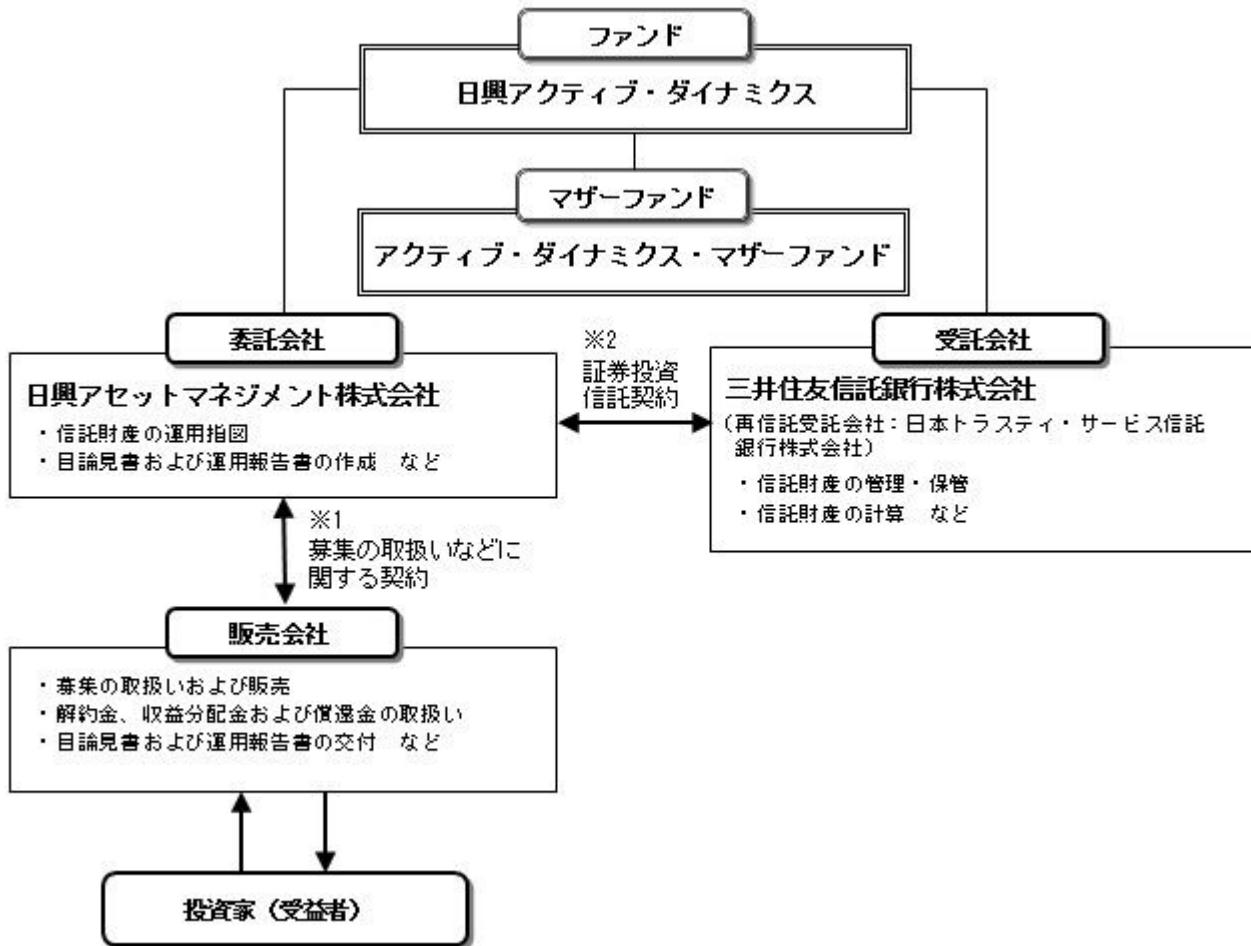 ファンド
日興アクティブ・ダイナミクス
マザーファンド
アクティブ・ダイナミクス・マザーファンド
委託会社
日興アセットマネジメント株式会社
・信託財産の運用指図
・目論見書および運用報告書の作成 など
※2
証券投資
信託契約
受託会社
三井住友信託銀行株式会社
(再信託受託会社:日本トラスティ・サービス信託
銀行株式会社)
・信託財産の管理・保管
・信託財産の計算 など
※1
募集の取扱いなどに
関する契約
販売会社
・募集の取扱いおよび販売
・解約金、収益分配金および償還金の取扱い
・目論見書および運用報告書の交付 など
投資家(受益者)